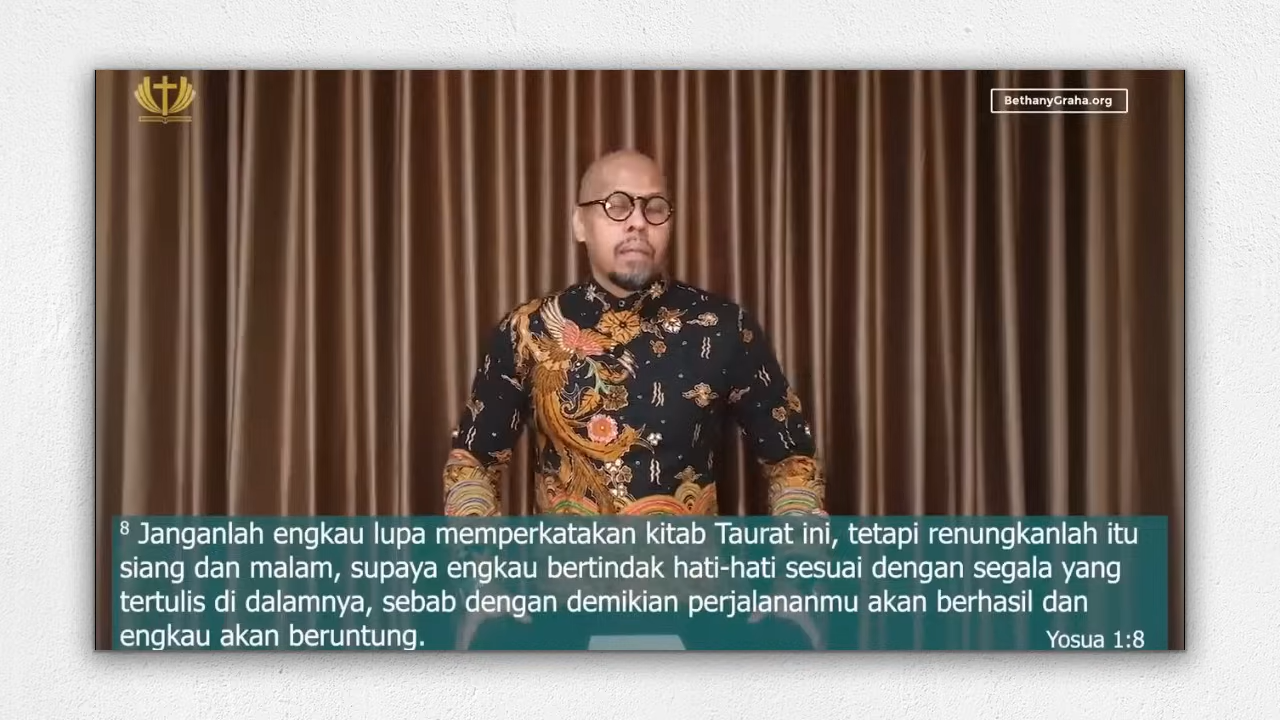 BethanyGraha.org
8 Janganlah engkau lupa memperkatakan kitab Taurat ini, tetapi renungkanlah itu
siang dan malam, supaya engkau bertindak hati-hati sesuai dengan segala yang
tertulis di dalamnya, sebab dengan demikian perjalananmu akan berhasil dan
engkau akan beruntung.
Yosua 1:8